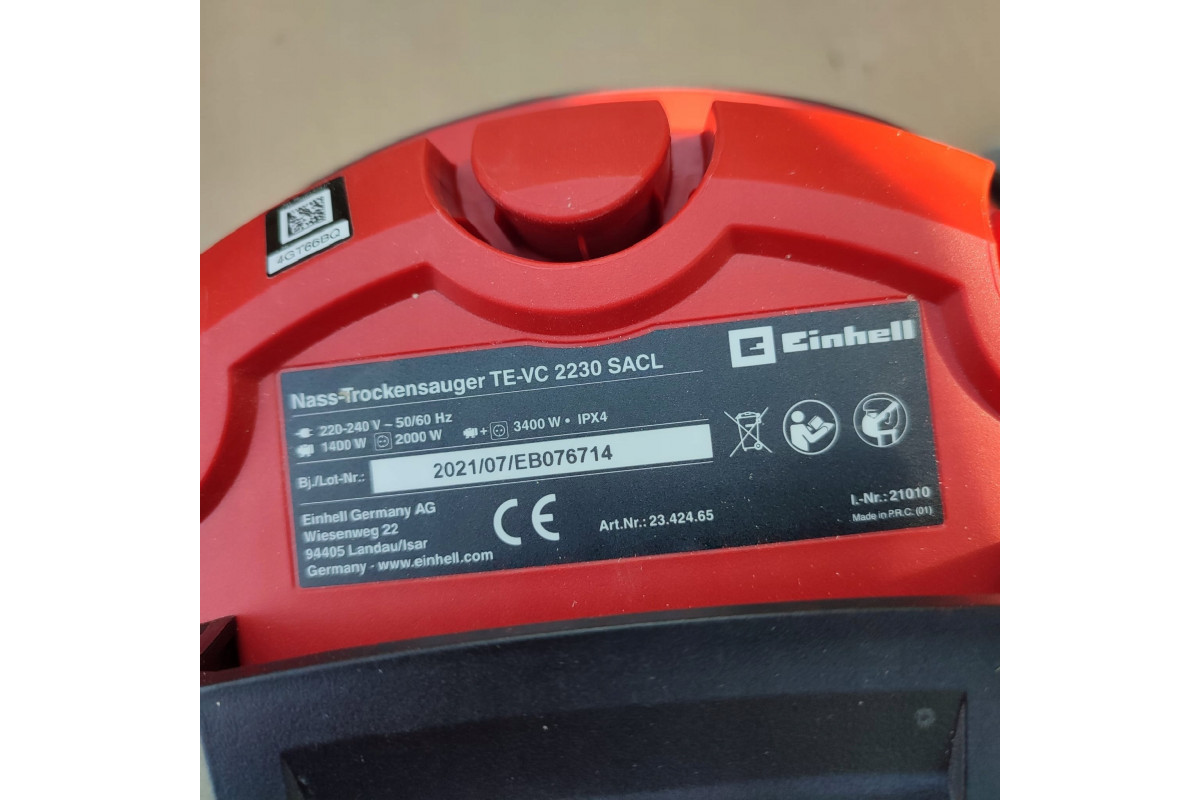 4GT66BQ
Einhell
Nass-Trockensauger TE-VC 2230 SACL
220-240 V ~ 50/60 Hz
1400 W 2000 W + 3400 W • IPX4
Bj./Lot-Nr.: 2021/07/EB076714
Einhell Germany AG
Wiesenweg 22
94405 Landau/Isar
Germany - www.einhell.com
CE
Art.Nr.: 23.424.65
I.-Nr.: 21010
Made in P.R.C. (01)